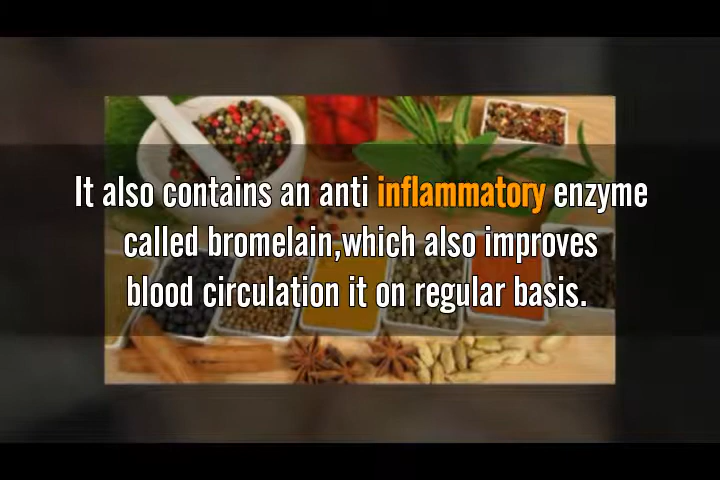 It also contains an anti inflammatory enzyme
called bromelain,which also improves
blood circulation it on regular basis.